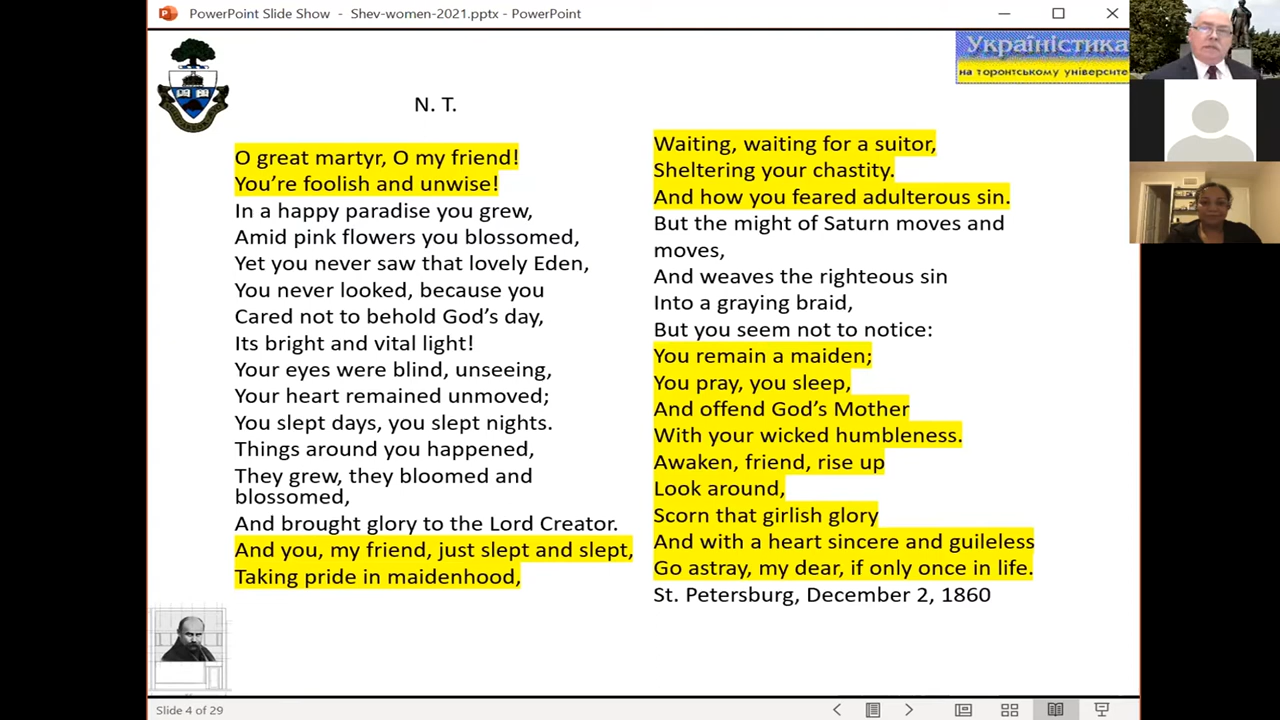 PowerPoint Slide Show - Shev-women-2021.pptx - PowerPoint
Україністика
на торонтському університе
N. T.
O great martyr, O my friend!
You're foolish and unwise!
In a happy paradise you grew,
Amid pink flowers you blossomed,
Yet you never saw that lovely Eden,
You never looked, because you
Cared not to behold God's day,
Its bright and vital light!
Your eyes were blind, unseeing,
Your heart remained unmoved;
You slept days, you slept nights.
Things around you happened,
They grew, they bloomed and
blossomed,
And brought glory to the Lord Creator.
And you, my friend, just slept and slept,
Taking pride in maidenhood,
Waiting, waiting for a suitor,
Sheltering your chastity.
And how you feared adulterous sin.
But the might of Saturn moves and
moves,
And weaves the righteous sin
Into a graying braid,
But you seem not to notice:
You remain a maiden;
You pray, you sleep,
And offend God's Mother
With your wicked humbleness.
Awaken, friend, rise up
Look around,
Scorn that girlish glory
And with a heart sincere and guileless
Go astray, my dear, if only once in life.
St. Petersburg, December 2, 1860
Slide 4 of 29